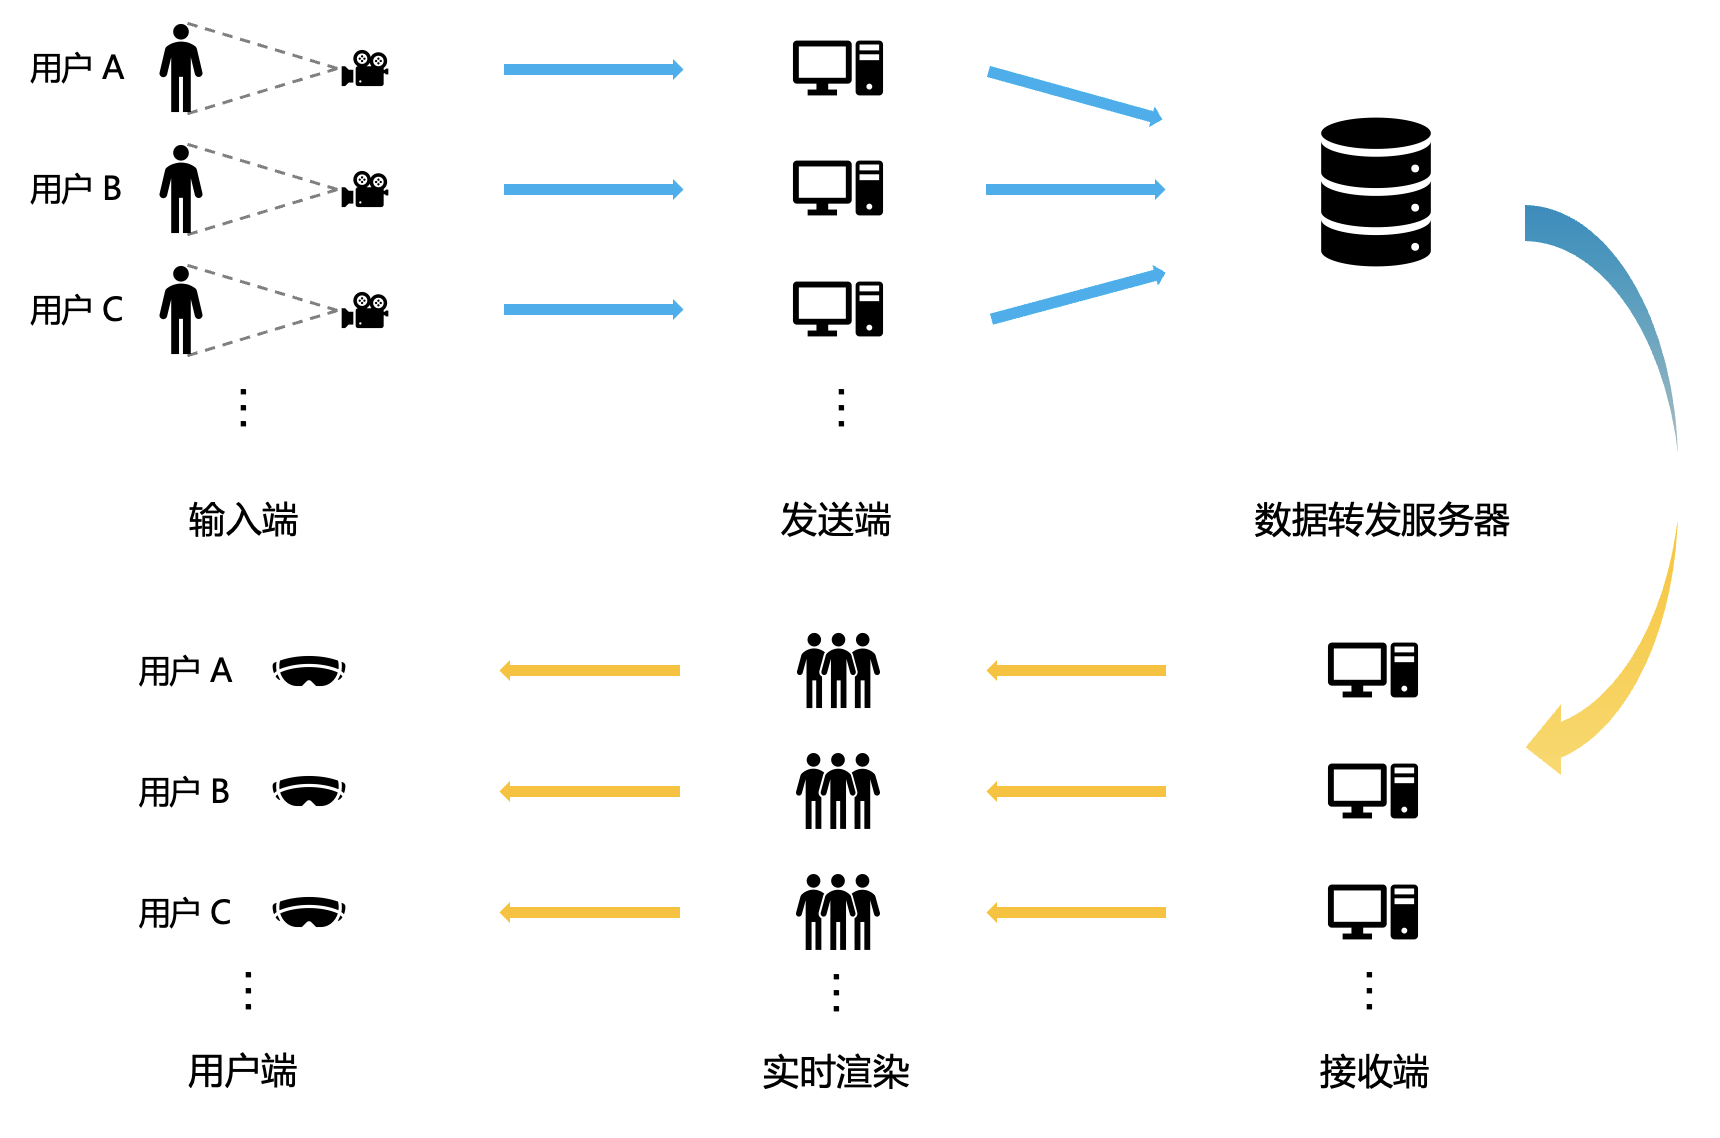 用户 A
用户 B
用户 C
输入端
发送端
数据转发服务器
用户 A
用户 B
用户 C
用户端
实时渲染
接收端